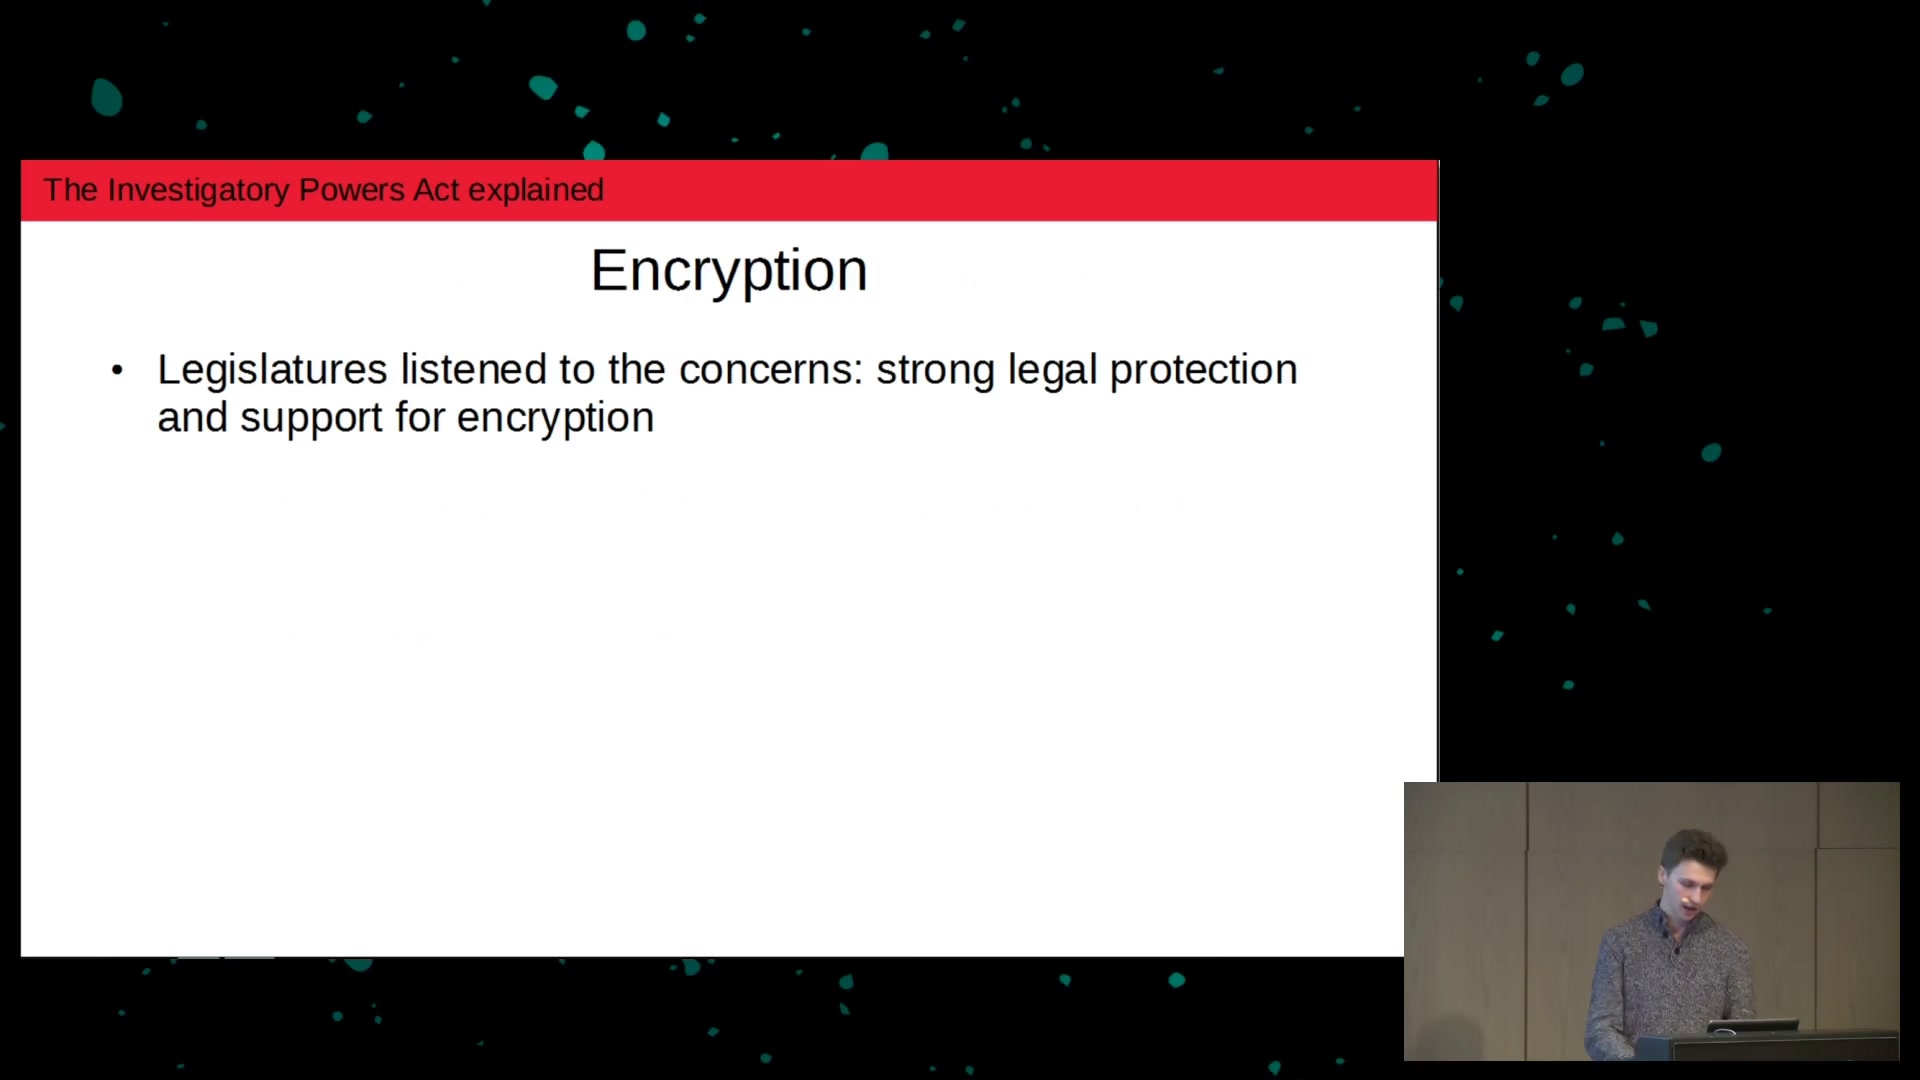 The Investigatory Powers Act explained
Encryption
• Legislatures listened to the concerns: strong legal protection
and support for encryption